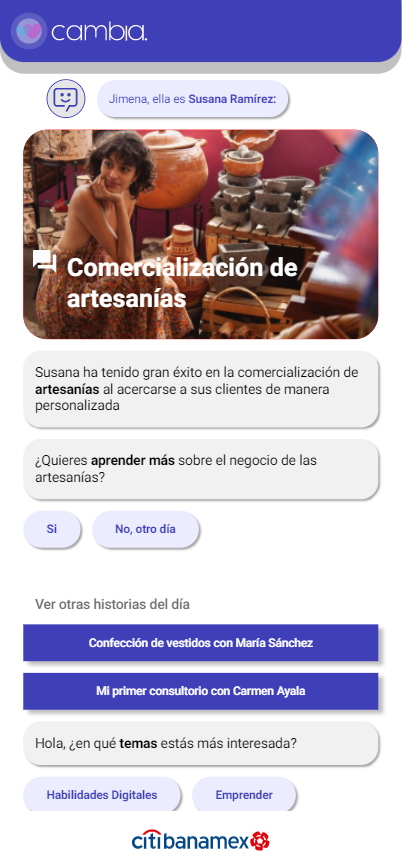 cambia.
Jimena, ella es Susana Ramírez:
Comercialización de
artesanías
Susana ha tenido gran éxito en la comercialización de
artesanías al acercarse a sus clientes de manera
personalizada
¿Quieres aprender más sobre el negocio de las
artesanías?
Si
No, otro día
Ver otras historias del día
Confección de vestidos con María Sánchez
Mi primer consultorio con Carmen Ayala
Hola, ¿en qué temas estás más interesada?
Habilidades Digitales
Emprender
citibanamex